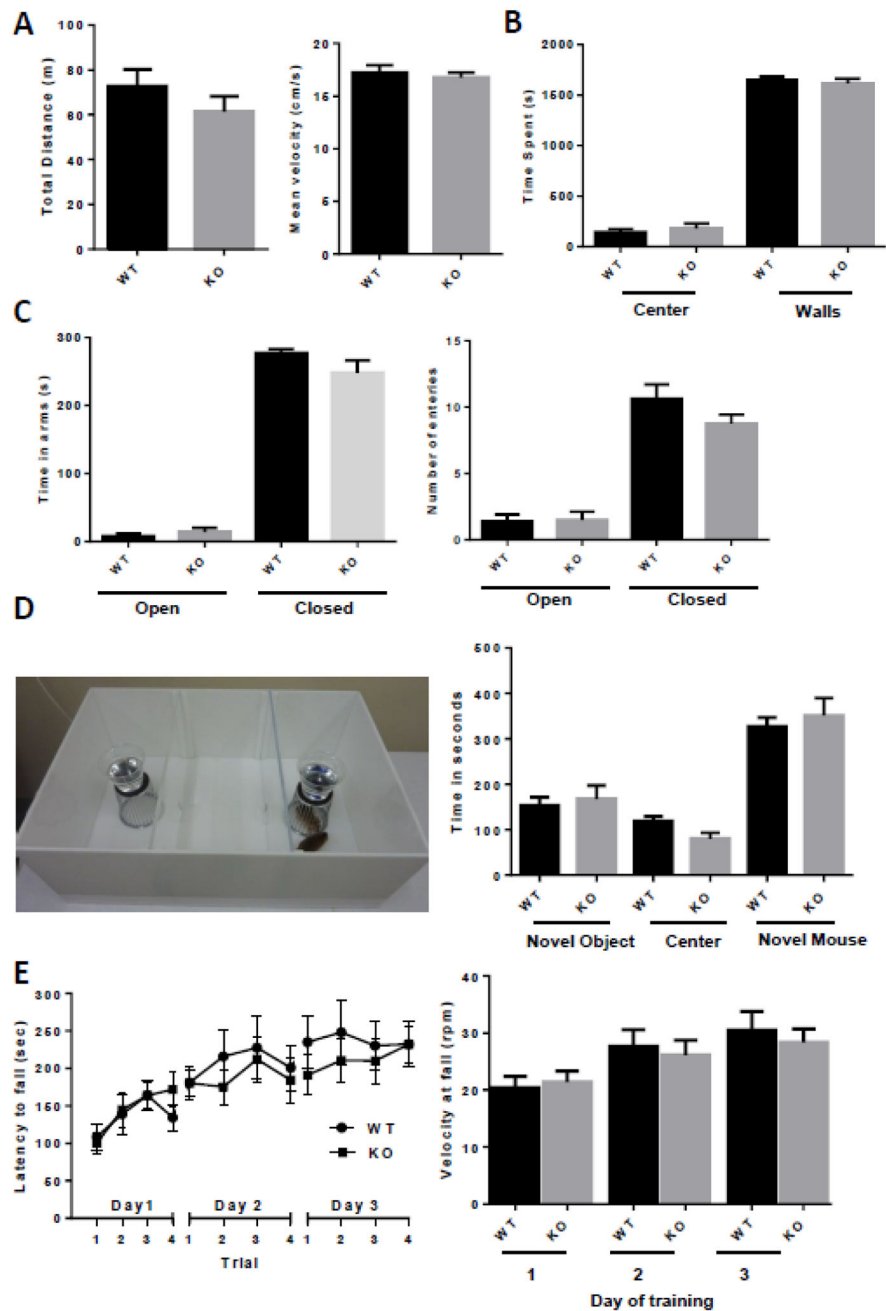 A
Total Distance (m)
100
80
60
40
20
0
WT
KO
Mean velocity (cm/s)
20
16
12
8
4
0
WT
KO
B
Time Spent (s)
2000
1500
1000
500
0
WT
KO
WT
KO
Center
Walls
C
Time in arms (s)
300
200
100
0
WT
KO
WT
KO
Open
Closed
Number of enteries
15
10
5
0
WT
KO
WT
KO
Open
Closed
D
Time in seconds
500
400
300
200
100
0
WT
KO
WT
KO
WT
KO
Novel Object
Center
Novel Mouse
E
Latency to fall (sec)
300
250
200
150
100
50
0
WT
KO
Day1
Day 2
Day 3
1 2 3 4 1 2 3 4 1 2 3 4
Trial
Velocity at fall (rpm)
40
30
20
10
0
WT
KO
WT
KO
WT
KO
1
2
3
Day of training